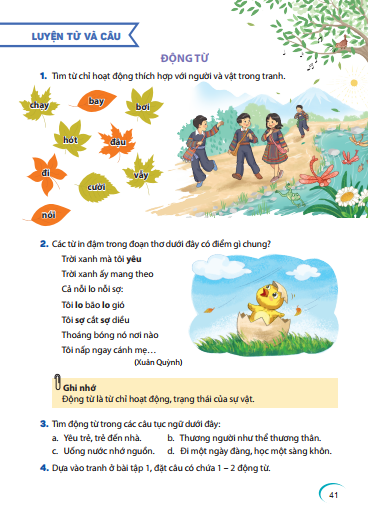 LUYỆN TỪ VÀ CÂU
ĐỘNG TỪ
1. Tìm từ chỉ hoạt động thích hợp với người và vật trong tranh.
chạy
bay
bơi
hót
đậu
đi
cười
vẫy
nói
2. Các từ in đậm trong đoạn thơ dưới đây có điểm gì chung?
Trời xanh mà tôi yêu
Trời xanh ấy mang theo
Cả nỗi lo nỗi sợ:
Tôi lo bão lo gió
Tôi sợ cắt sợ diều
Thoáng bóng nó nơi nào
Tôi nấp ngay cánh mẹ...
(Xuân Quỳnh)
Ghi nhớ
Động từ là từ chỉ hoạt động, trạng thái của sự vật.
3. Tìm động từ trong các câu tục ngữ dưới đây:
a. Yêu trẻ, trẻ đến nhà. b. Thương người như thể thương thân.
c. Uống nước nhớ nguồn. d. Đi một ngày đàng, học một sàng khôn.
4. Dựa vào tranh ở bài tập 1, đặt câu có chứa 1 – 2 động từ.
41